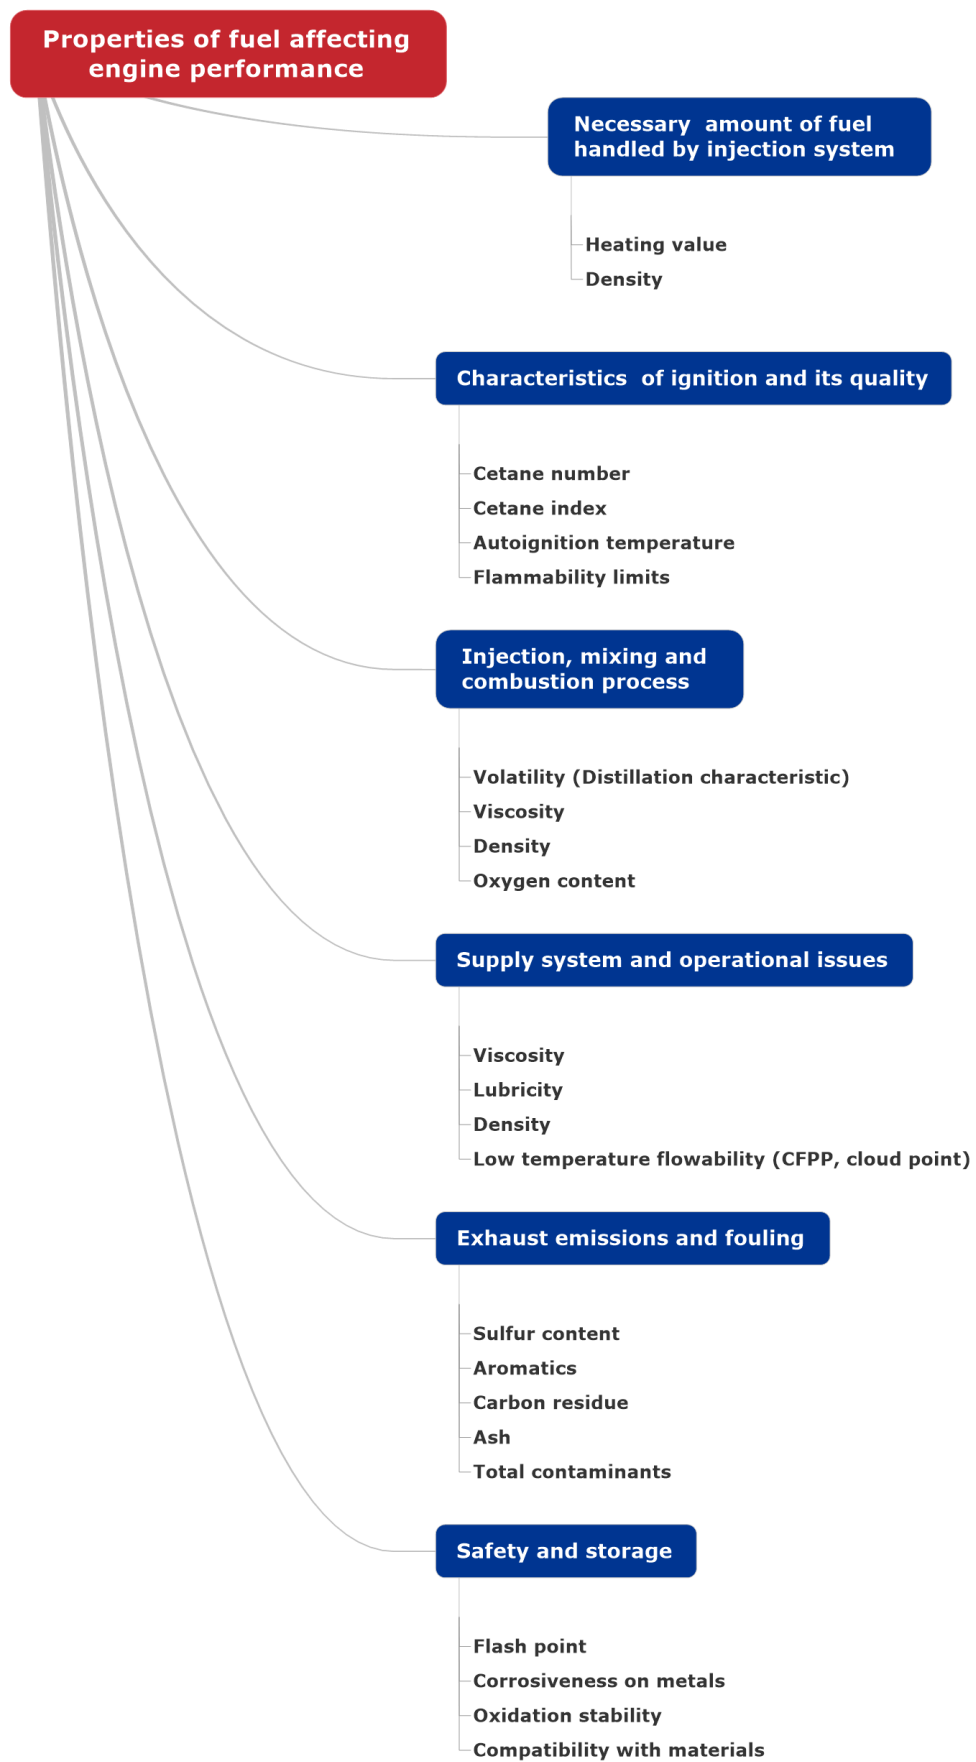 Properties of fuel affecting
engine performance
Necessary  amount of fuel
handled by injection system
Heating value
Density
Characteristics  of ignition and its quality
Cetane number
Cetane index
Autoignition temperature
Flammability limits
Injection, mixing and
combustion process
Volatility (Distillation characteristic)
Viscosity
Density
Oxygen content
Supply system and operational issues
Viscosity
Lubricity
Density
Low temperature flowability (CFPP, cloud point)
Exhaust emissions and fouling
Sulfur content
Aromatics
Carbon residue
Ash
Total contaminants
Safety and storage
Flash point
Corrosiveness on metals
Oxidation stability
Compatibility with materials